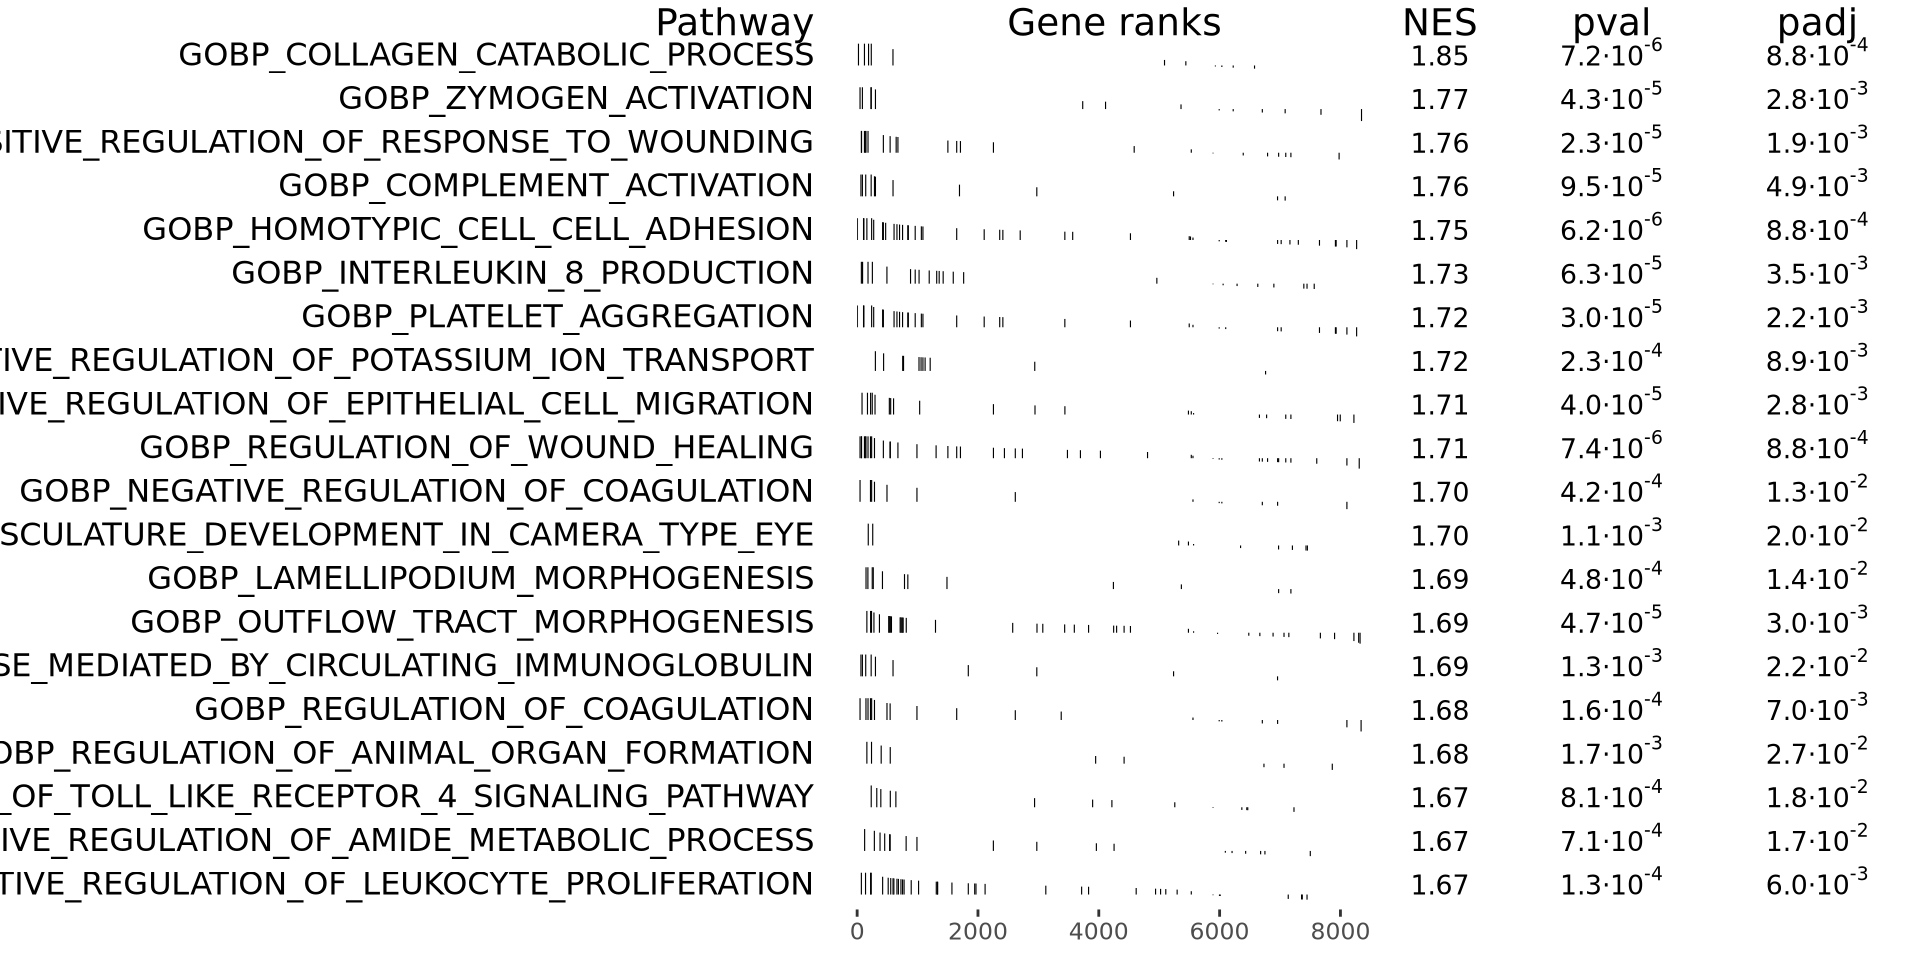 Pathway Gene ranks NES pval padj
GOBP_COLLAGEN_CATABOLIC_PROCESS 1.85 7.2·10-6 8.8·10-4
GOBP_ZYMOGEN_ACTIVATION 1.77 4.3·10-5 2.8·10-3
SITIVE_REGULATION_OF_RESPONSE_TO_WOUNDING 1.76 2.3·10-5 1.9·10-3
GOBP_COMPLEMENT_ACTIVATION 1.76 9.5·10-5 4.9·10-3
GOBP_HOMOTYPIC_CELL_CELL_ADHESION 1.75 6.2·10-6 8.8·10-4
GOBP_INTERLEUKIN_8_PRODUCTION 1.73 6.3·10-5 3.5·10-3
GOBP_PLATELET_AGGREGATION 1.72 3.0·10-5 2.2·10-3
TIVE_REGULATION_OF_POTASSIUM_ION_TRANSPORT 1.72 2.3·10-4 8.9·10-3
IVE_REGULATION_OF_EPITHELIAL_CELL_MIGRATION 1.71 4.0·10-5 2.8·10-3
GOBP_REGULATION_OF_WOUND_HEALING 1.71 7.4·10-6 8.8·10-4
GOBP_NEGATIVE_REGULATION_OF_COAGULATION 1.70 4.2·10-4 1.3·10-2
SCULATURE_DEVELOPMENT_IN_CAMERA_TYPE_EYE 1.70 1.1·10-3 2.0·10-2
GOBP_LAMELLIPODIUM_MORPHOGENESIS 1.69 4.8·10-4 1.4·10-2
GOBP_OUTFLOW_TRACT_MORPHOGENESIS 1.69 4.7·10-5 3.0·10-3
SE_MEDIATED_BY_CIRCULATING_IMMUNOGLOBULIN 1.69 1.3·10-3 2.2·10-2
GOBP_REGULATION_OF_COAGULATION 1.68 1.6·10-4 7.0·10-3
OBP_REGULATION_OF_ANIMAL_ORGAN_FORMATION 1.68 1.7·10-3 2.7·10-2
_OF_TOLL_LIKE_RECEPTOR_4_SIGNALING_PATHWAY 1.67 8.1·10-4 1.8·10-2
IVE_REGULATION_OF_AMIDE_METABOLIC_PROCESS 1.67 7.1·10-4 1.7·10-2
TIVE_REGULATION_OF_LEUKOCYTE_PROLIFERATION 1.67 1.3·10-4 6.0·10-3
0 2000 4000 6000 8000